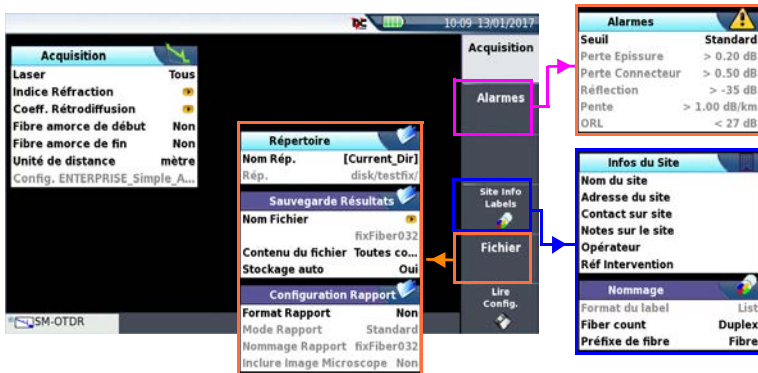 DC 10:09 13/01/2017
Acquisition
Laser Tous
Indice Réfraction
Coeff. Rétrodiffusion
Fibre amorce de début Non
Fibre amorce de fin Non
Unité de distance mètre
Config. ENTERPRISE_Simple_A...
SM-OTDR
Répertoire
Nom Rép. [Current_Dir]
Rép. disk/testfix/
Sauvegarde Résultats
Nom Fichier
fixFiber032
Contenu du fichier Toutes co...
Stockage auto Oui
Configuration Rapport
Format Rapport Non
Mode Rapport Standard
Nommage Rapport fixFiber032
Inclure Image Microscope Non
Acquisition
Alarmes
Site Info
Labels
Fichier
Lire
Config.
Alarmes
Seuil Standard
Perte Epissure > 0.20 dB
Perte Connecteur > 0.50 dB
Réflection > -35 dB
Pente > 1.00 dB/km
ORL < 27 dB
Infos du Site
Nom du site
Adresse du site
Contact sur site
Notes sur le site
Opérateur
Réf Intervention
Nommage
Format du label List
Fiber count Duplex
Préfixe de fibre Fibre